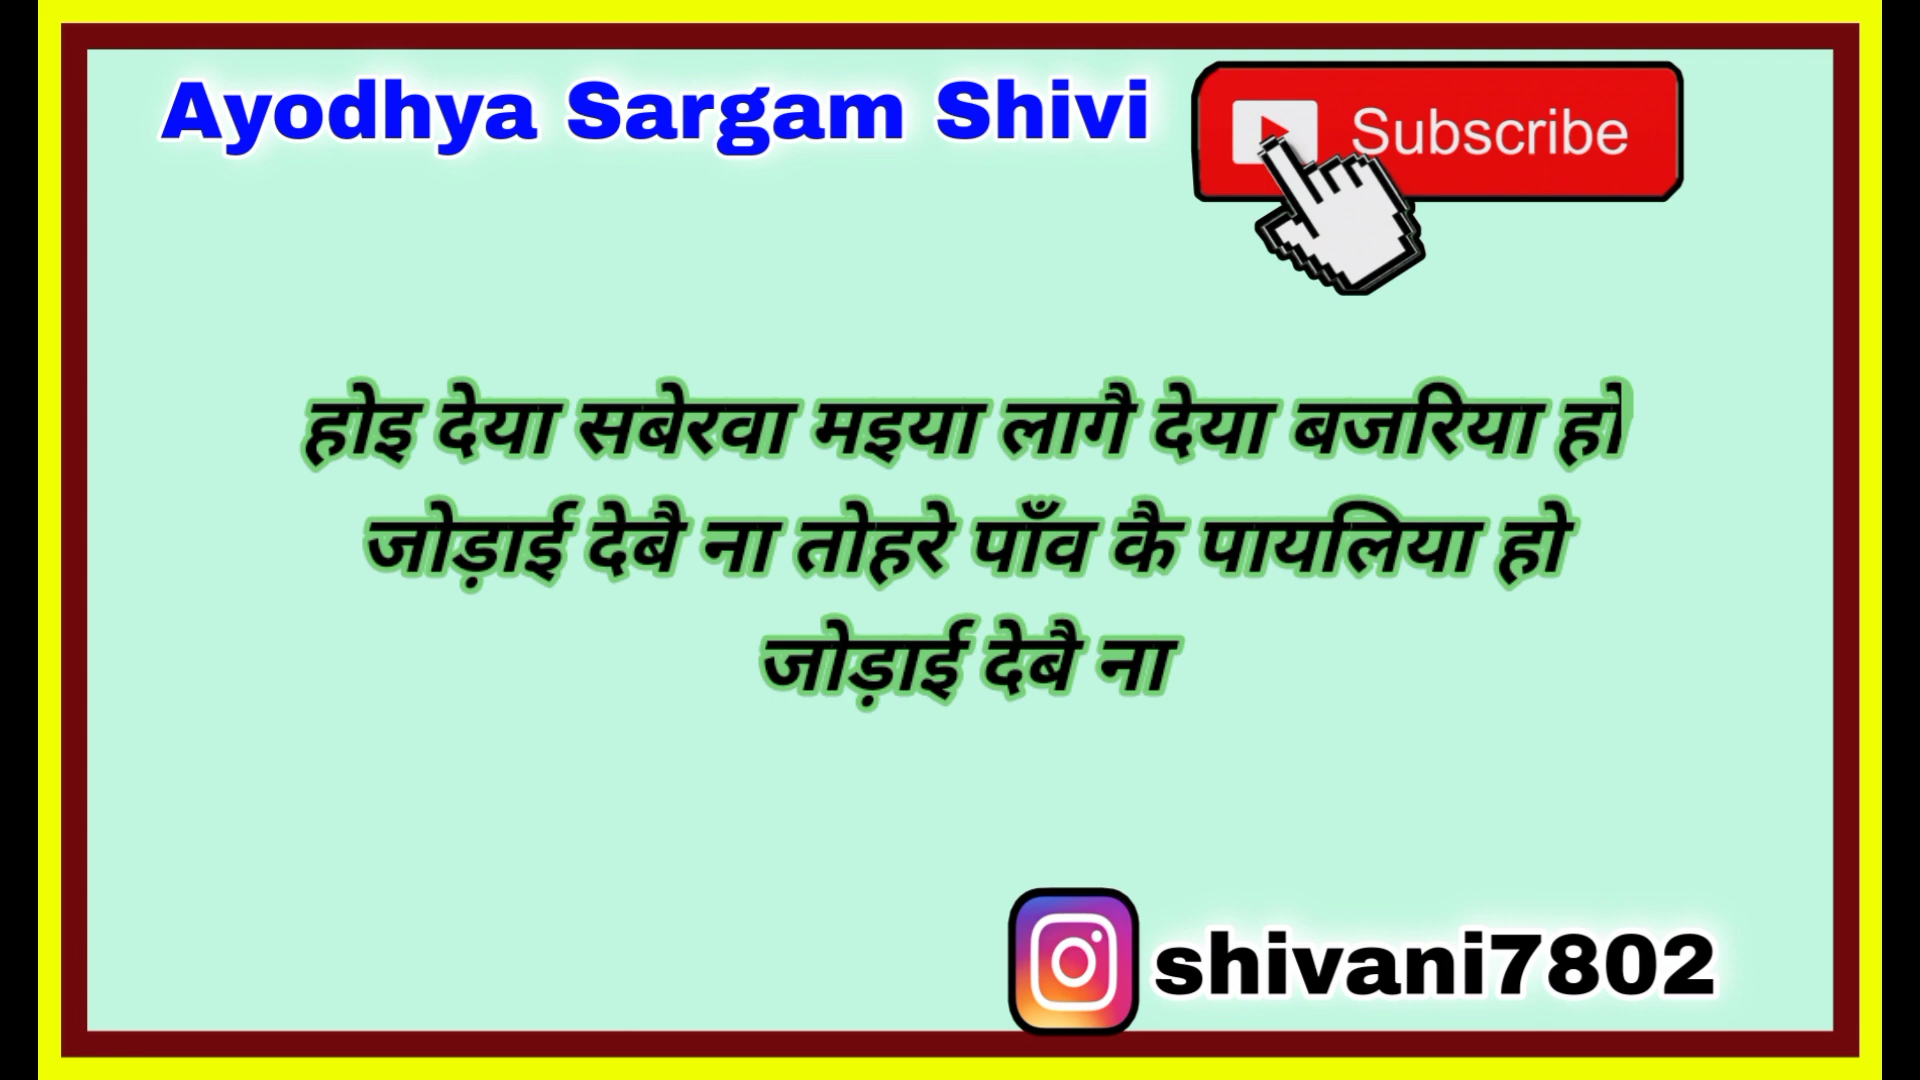 Ayodhya Sargam Shivi
Subscribe
होइ देया सबेरवा मइया लागै देया बजरिया हो
जोड़ाई देबै ना तोहरे पाँव कै पायलिया हो
जोड़ाई देबै ना
shivani7802